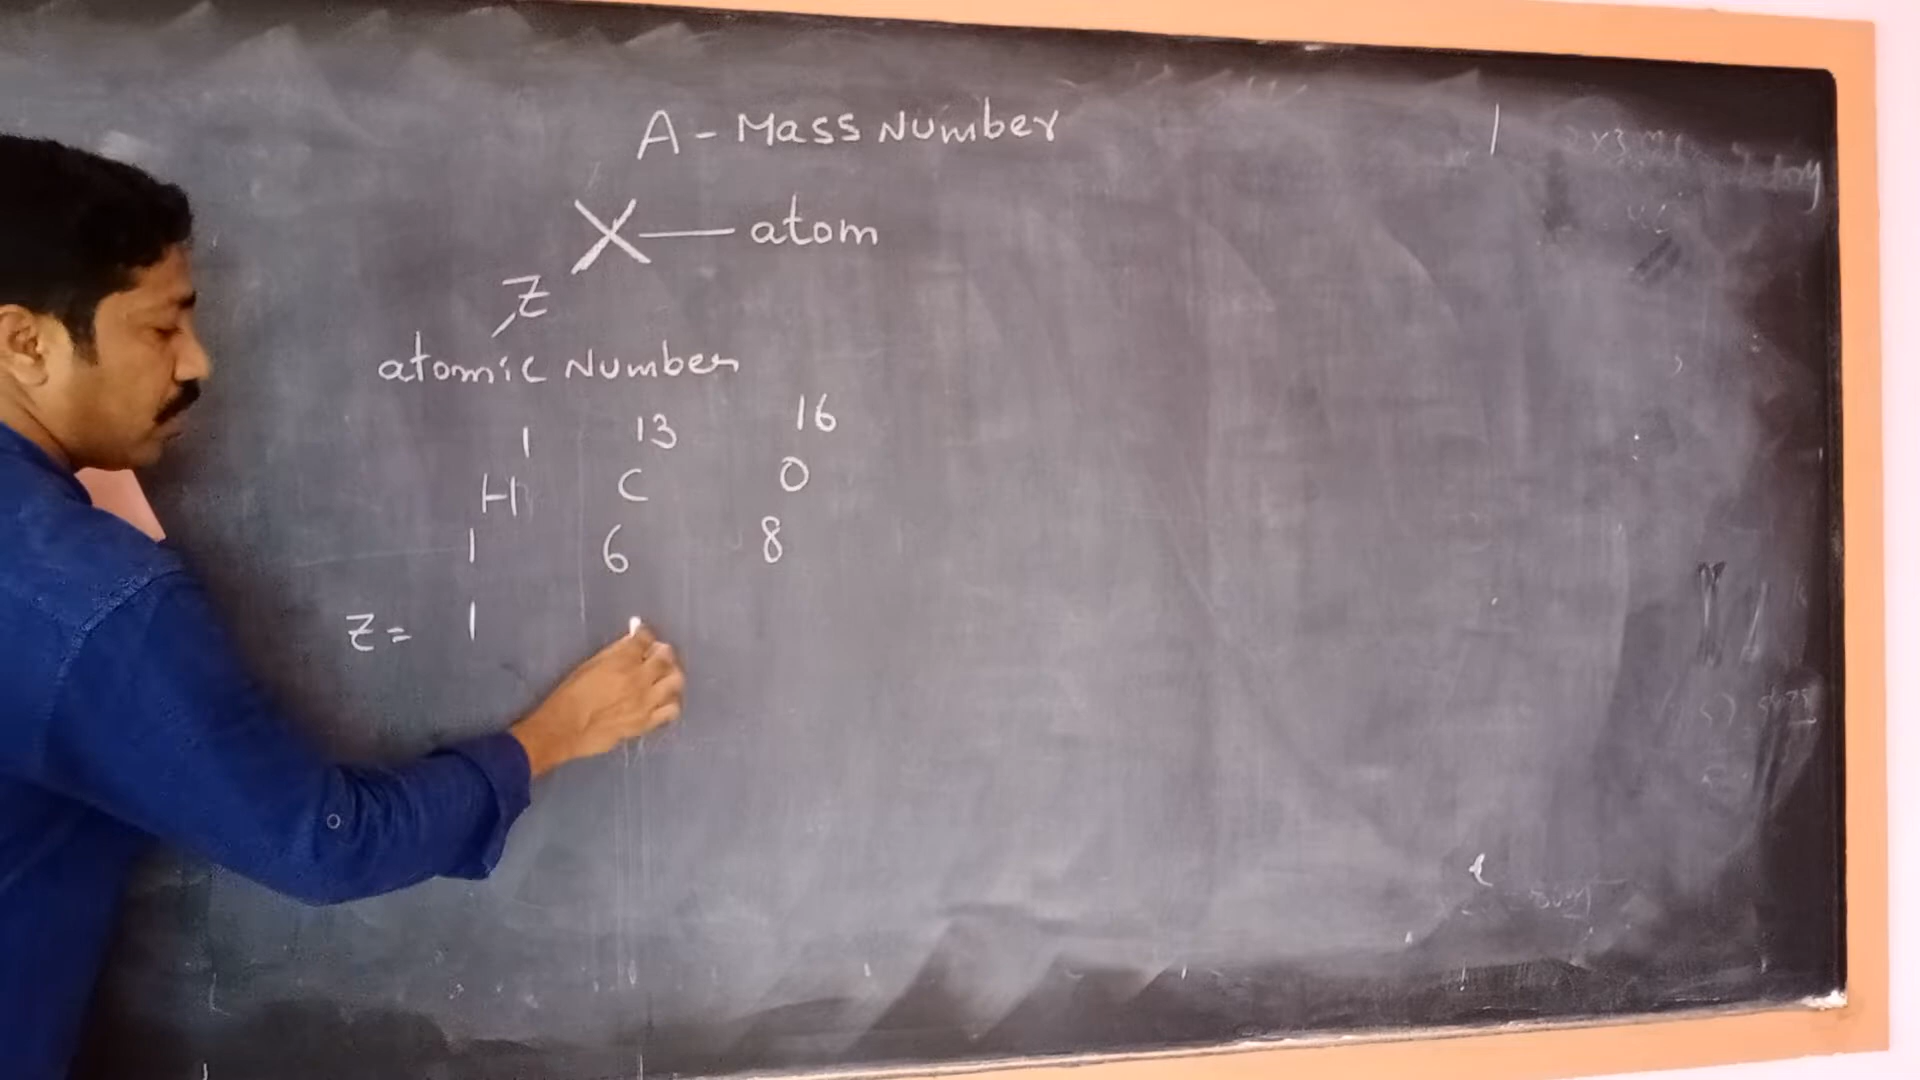 A - Mass Number
X — atom
Z
atomic Number
1 13 16
H C O
1 6 8
Z = 1